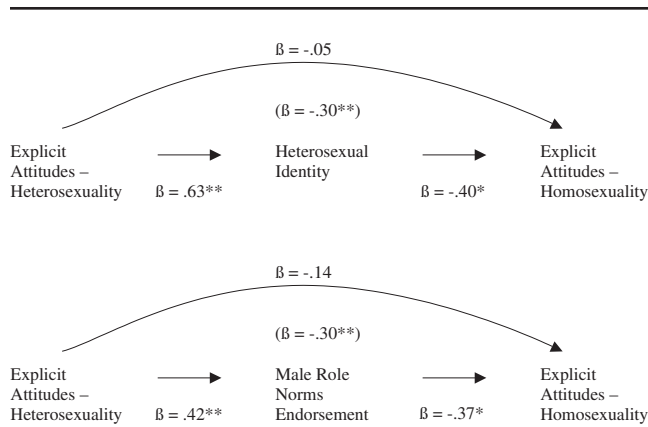 ß = -.05
(ß = -.30**)
Explicit Attitudes – Heterosexuality
ß = .63**
Heterosexual Identity
ß = -.40*
Explicit Attitudes – Homosexuality
ß = -.14
(ß = -.30**)
Explicit Attitudes – Heterosexuality
ß = .42**
Male Role Norms Endorsement
ß = -.37*
Explicit Attitudes – Homosexuality